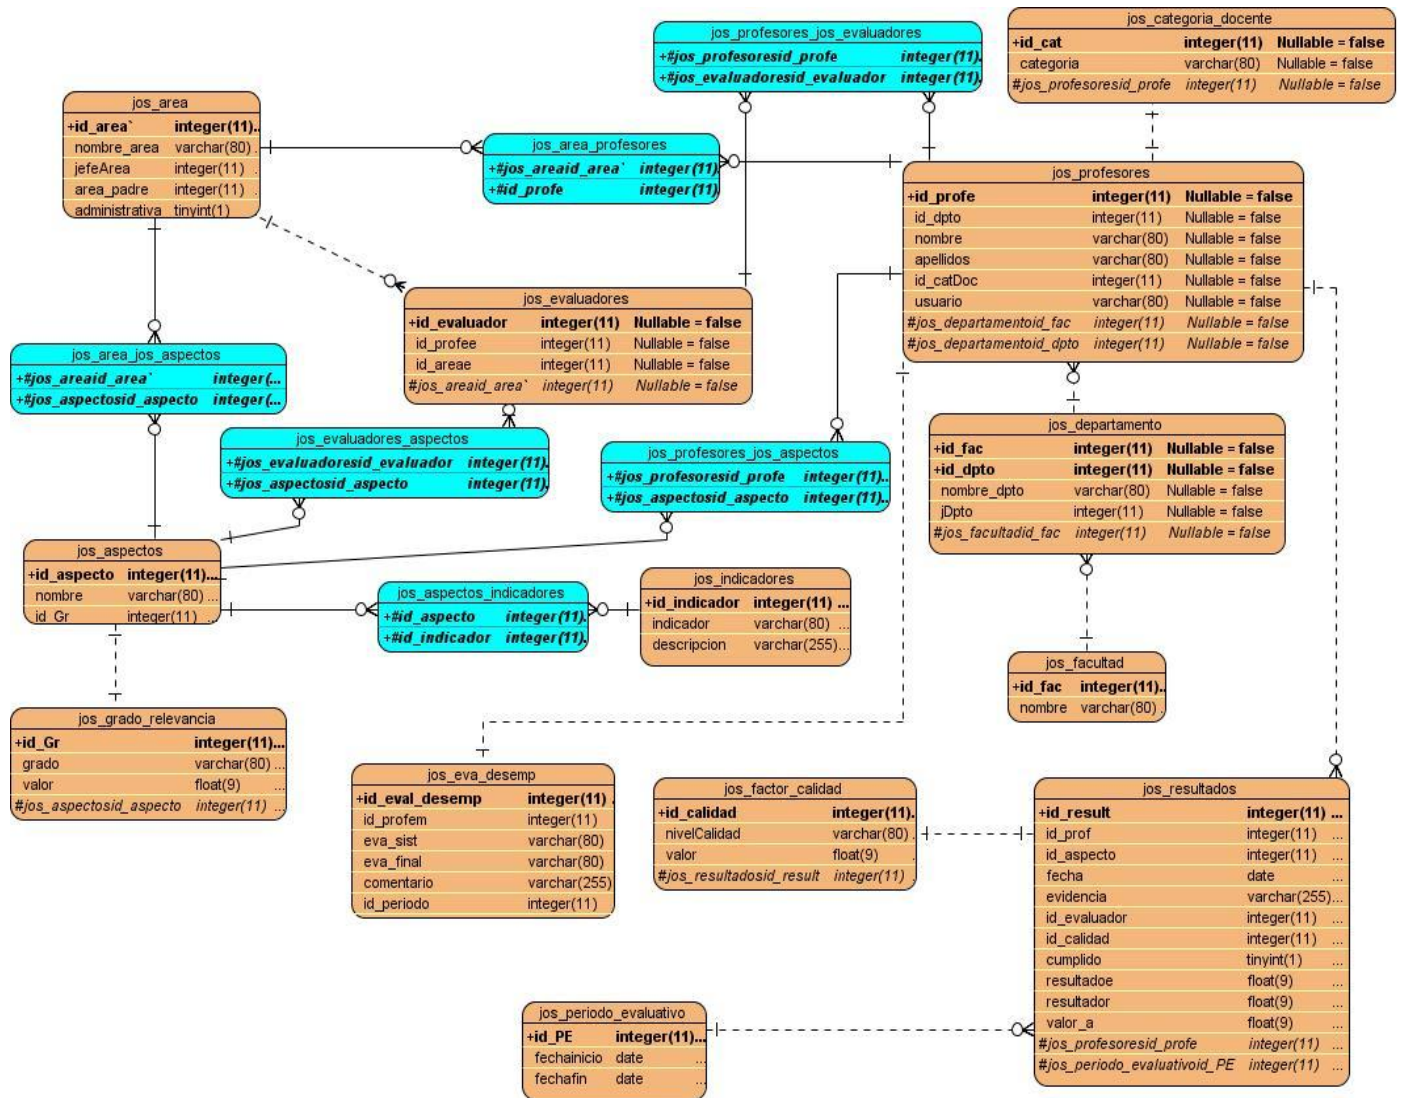 jos_profesores_jos_evaluadores
+#jos_profesoresid_profe integer(11).
+#jos_evaluadoresid_evaluador integer(11).
jos_categoria_docente
+id_cat integer(11) Nullable = false
categoria varchar(80) Nullable = false
#jos_profesoresid_profe integer(11) Nullable = false
jos_area
+id_area` integer(11)..
nombre_area varchar(80) .
jefeArea integer(11) .
area_padre integer(11) .
administrativa tinyint(1)
jos_area_profesores
+#jos_areaid_area` integer(11)
+#id_profe integer(11)
jos_profesores
+id_profe integer(11) Nullable = false
id_dpto integer(11) Nullable = false
nombre varchar(80) Nullable = false
apellidos varchar(80) Nullable = false
id_catDoc integer(11) Nullable = false
usuario varchar(80) Nullable = false
#jos_departamentoid_fac integer(11) Nullable = false
#jos_departamentoid_dpto integer(11) Nullable = false
jos_evaluadores
+id_evaluador integer(11) Nullable = false
id_profee integer(11) Nullable = false
id_areae integer(11) Nullable = false
#jos_areaid_area` integer(11) Nullable = false
jos_area_jos_aspectos
+#jos_areaid_area` integer(...
+#jos_aspectosid_aspecto integer(...
jos_evaluadores_aspectos
+#jos_evaluadoresid_evaluador integer(11).
+#jos_aspectosid_aspecto integer(11).
jos_profesores_jos_aspectos
+#jos_profesoresid_profe integer(11)..
+#jos_aspectosid_aspecto integer(11)..
jos_departamento
+id_fac integer(11) Nullable = false
+id_dpto integer(11) Nullable = false
nombre_dpto varchar(80) Nullable = false
jDpto integer(11) Nullable = false
#jos_facultadid_fac integer(11) Nullable = false
jos_aspectos
+id_aspecto integer(11)...
nombre varchar(80) ...
id_Gr integer(11) ...
jos_aspectos_indicadores
+#id_aspecto integer(11).
+#id_indicador integer(11).
jos_indicadores
+id_indicador integer(11) ...
indicador varchar(80) ...
descripcion varchar(255)...
jos_facultad
+id_fac integer(11)..
nombre varchar(80) .
jos_grado_relevancia
+id_Gr integer(11)...
grado varchar(80) ...
valor float(9) ...
#jos_aspectosid_aspecto integer(11) ...
jos_eva_desemp
+id_eval_desemp integer(11) .
id_profem integer(11)
eva_sist varchar(80)
eva_final varchar(80)
comentario varchar(255)
id_periodo integer(11)
jos_factor_calidad
+id_calidad integer(11).
nivelCalidad varchar(80) .
valor float(9) .
#jos_resultadosid_result integer(11) .
jos_resultados
+id_result integer(11) ...
id_prof integer(11) ...
id_aspecto integer(11) ...
fecha date ...
evidencia varchar(255)...
id_evaluador integer(11) ...
id_calidad integer(11) ...
cumplido tinyint(1) ...
resultadoe float(9) ...
resultador float(9) ...
valor_a float(9) ...
#jos_profesoresid_profe integer(11) ...
#jos_periodo_evaluativoid_PE integer(11) ...
jos_periodo_evaluativo
+id_PE integer(11)...
fechainicio date ...
fechafin date ...